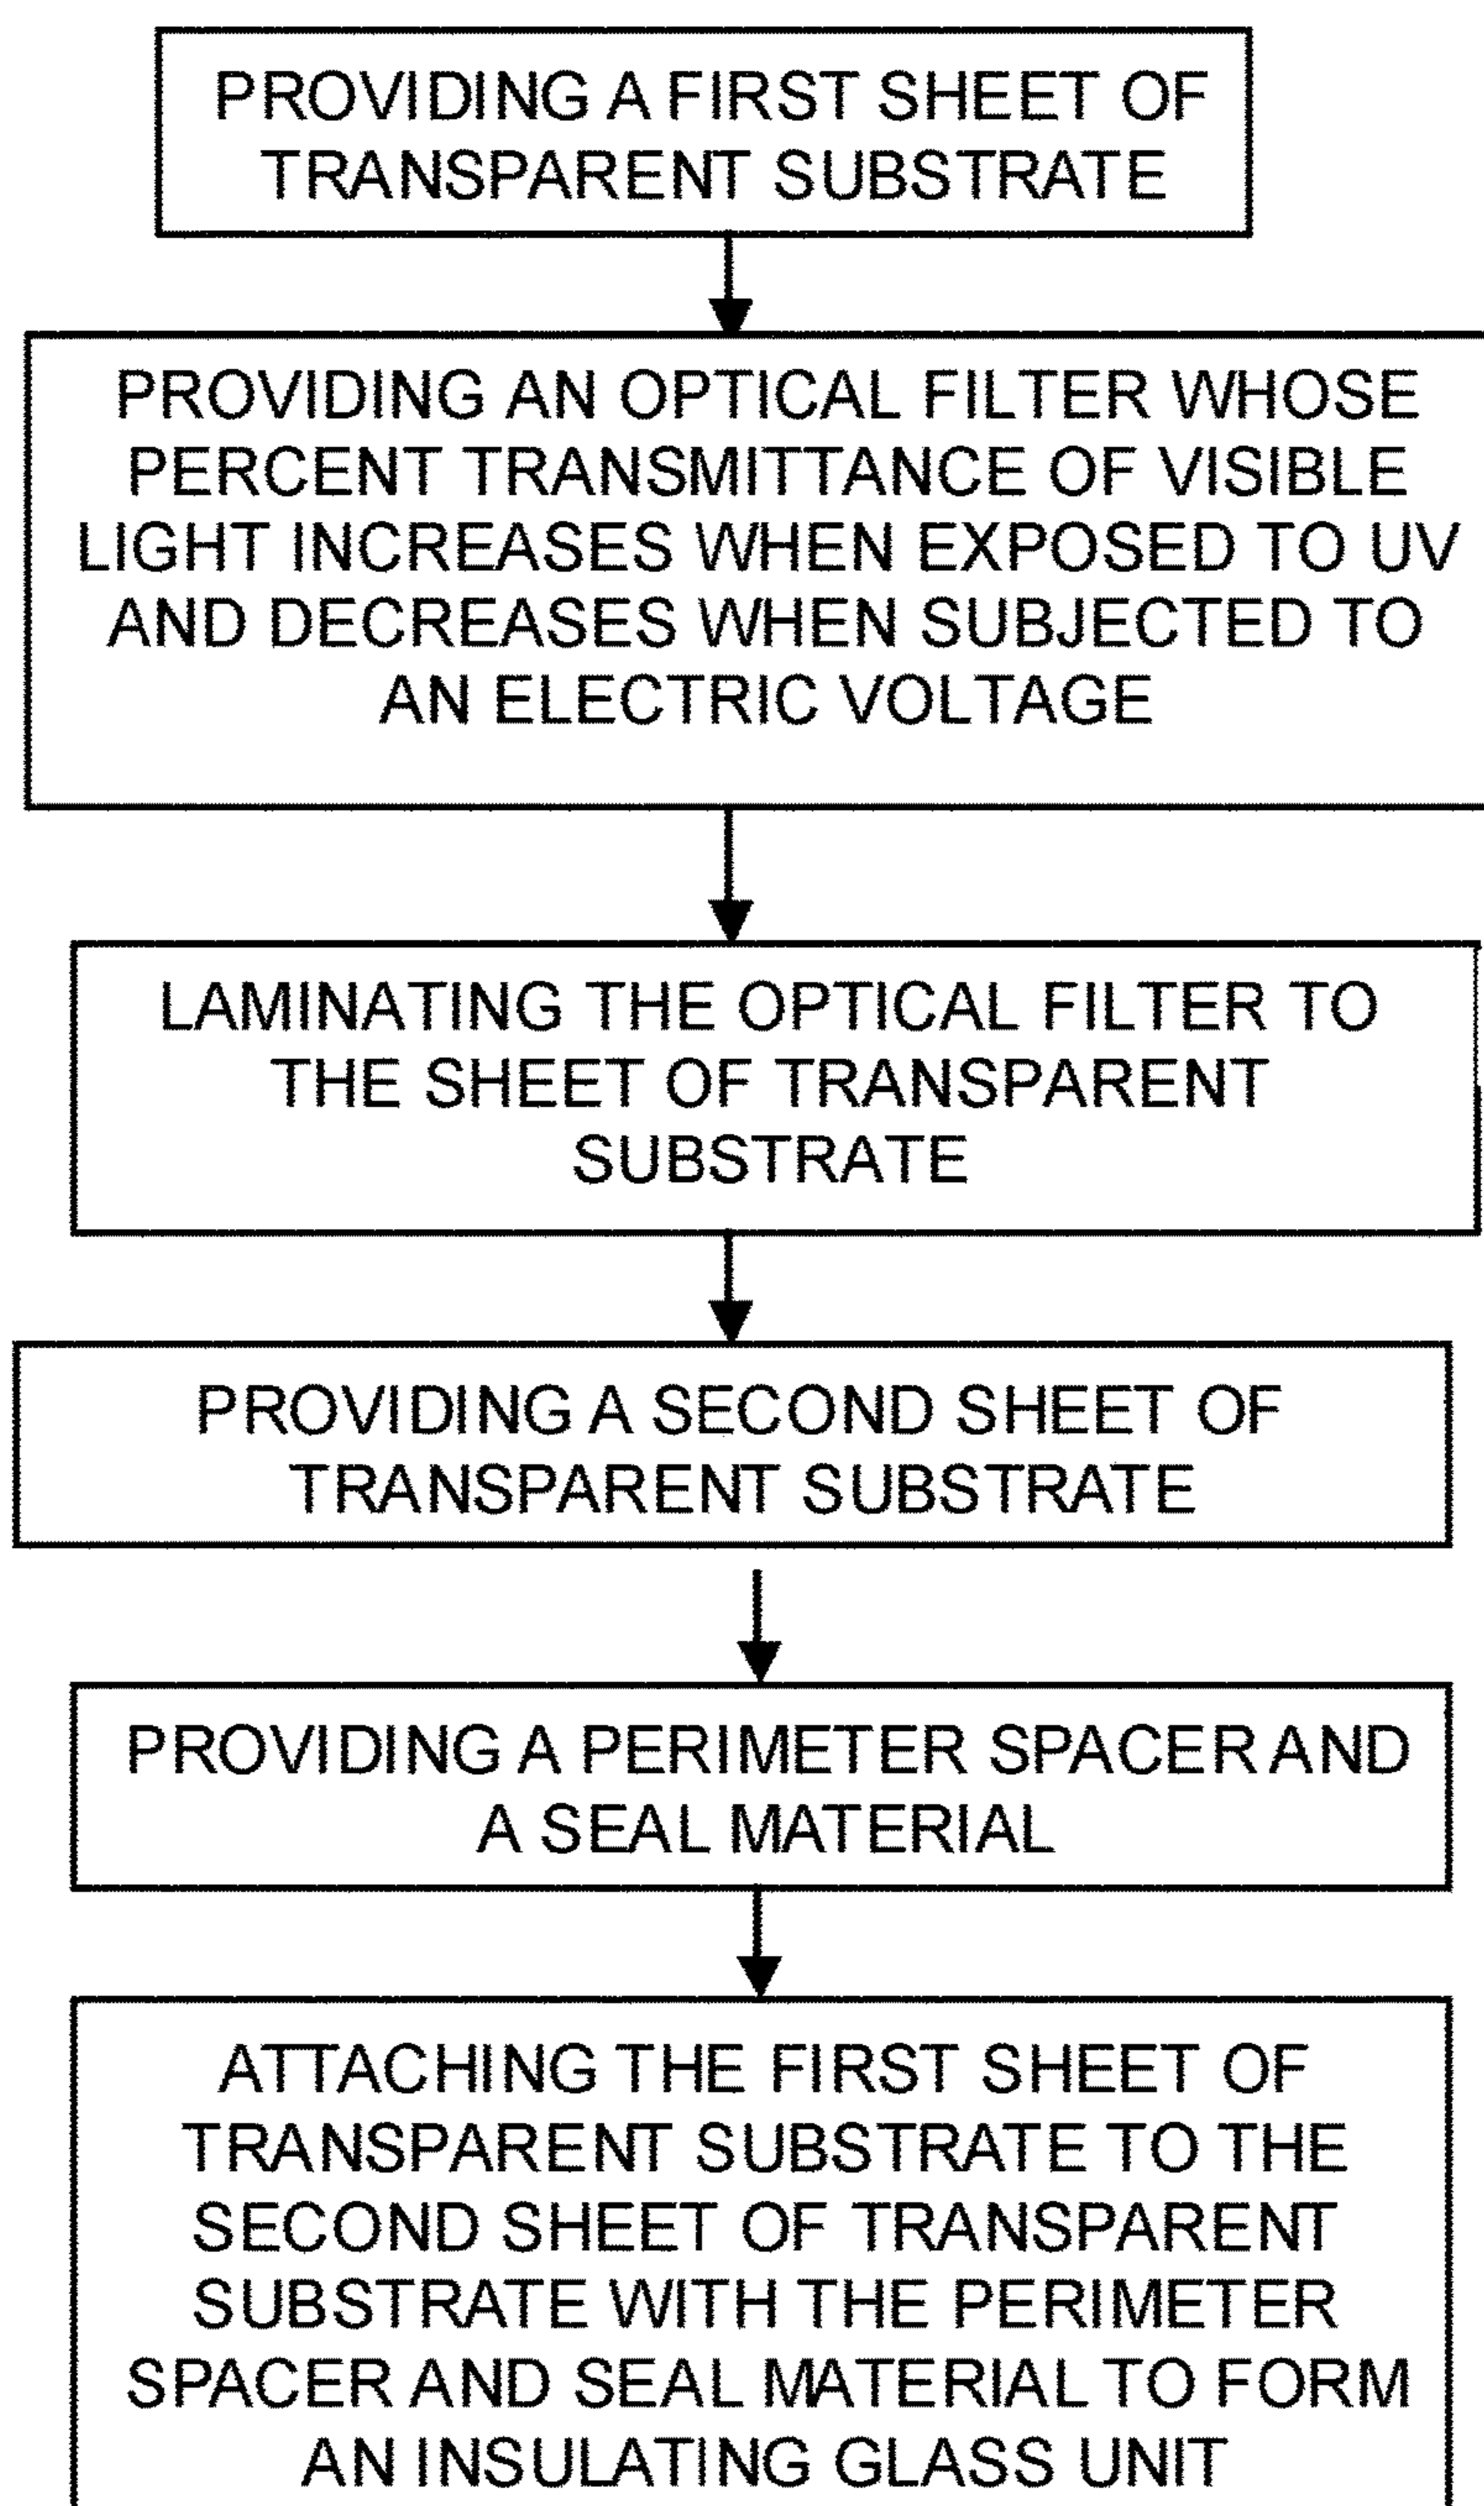 PROVIDING A FIRST SHEET OF
TRANSPARENT SUBSTRATE
PROVIDING AN OPTICAL FILTER WHOSE
PERCENT TRANSMITTANCE OF VISIBLE
LIGHT INCREASES WHEN EXPOSED TO UV
AND DECREASES WHEN SUBJECTED TO
AN ELECTRIC VOLTAGE
LAMINATING THE OPTICAL FILTER TO
THE SHEET OF TRANSPARENT
SUBSTRATE
PROVIDING A SECOND SHEET OF
TRANSPARENT SUBSTRATE
PROVIDING A PERIMETER SPACER AND
A SEAL MATERIAL
ATTACHING THE FIRST SHEET OF
TRANSPARENT SUBSTRATE TO THE
SECOND SHEET OF TRANSPARENT
SUBSTRATE WITH THE PERIMETER
SPACER AND SEAL MATERIAL TO FORM
AN INSULATING GLASS UNIT